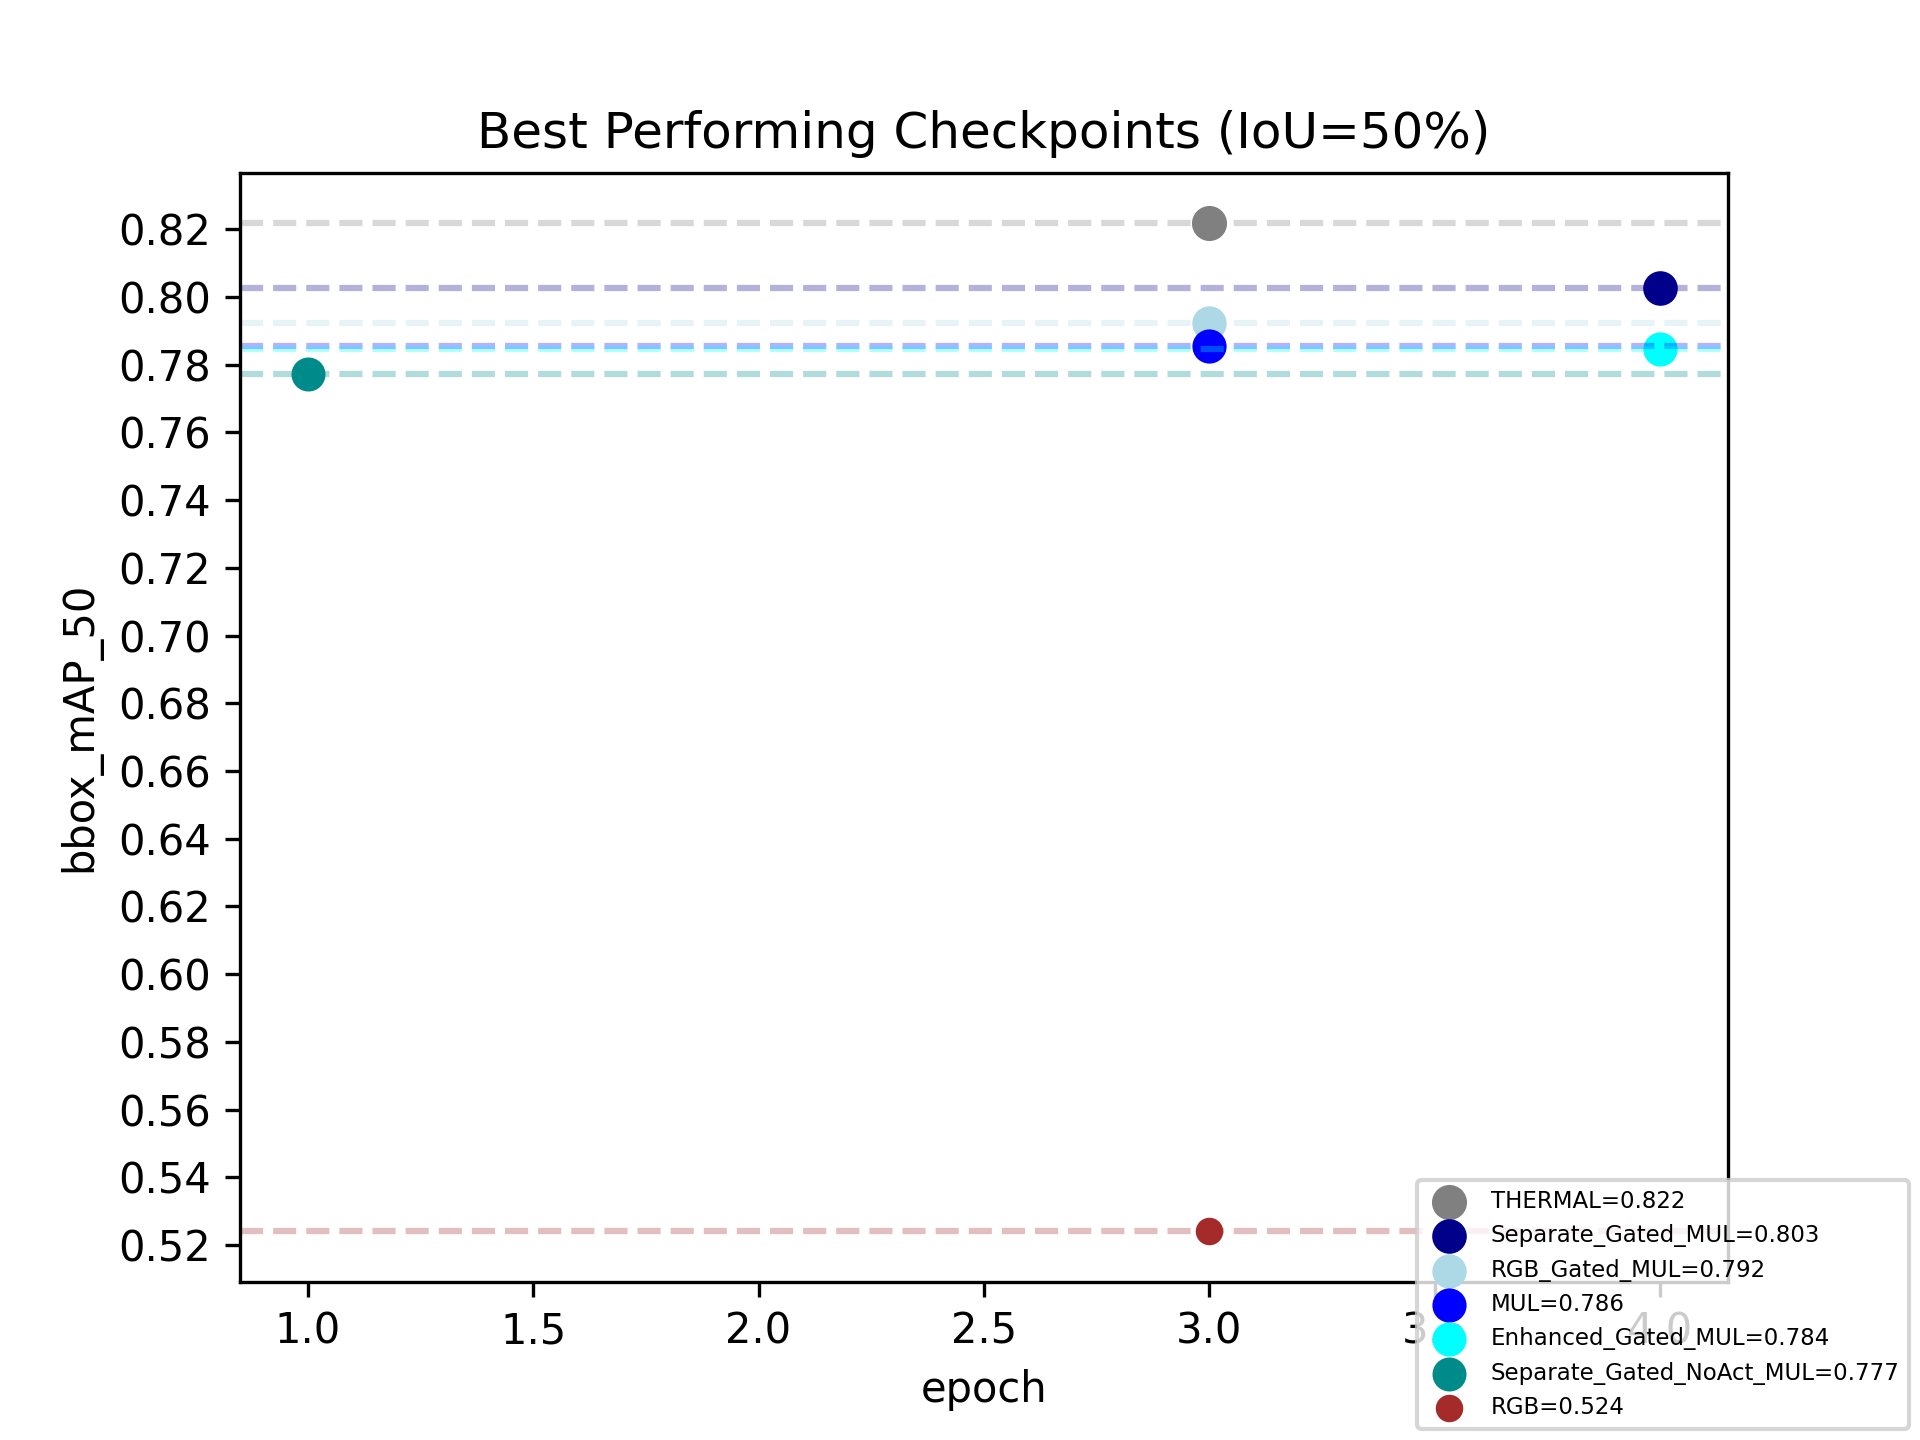 Best Performing Checkpoints (IoU=50%)
bbox_mAP_50
0.82
0.80
0.78
0.76
0.74
0.72
0.70
0.68
0.66
0.64
0.62
0.60
0.58
0.56
0.54
0.52
1.0 1.5 2.0 2.5 3.0 4.0
epoch
THERMAL=0.822
Separate_Gated_MUL=0.803
RGB_Gated_MUL=0.792
MUL=0.786
Enhanced_Gated_MUL=0.784
Separate_Gated_NoAct_MUL=0.777
RGB=0.524